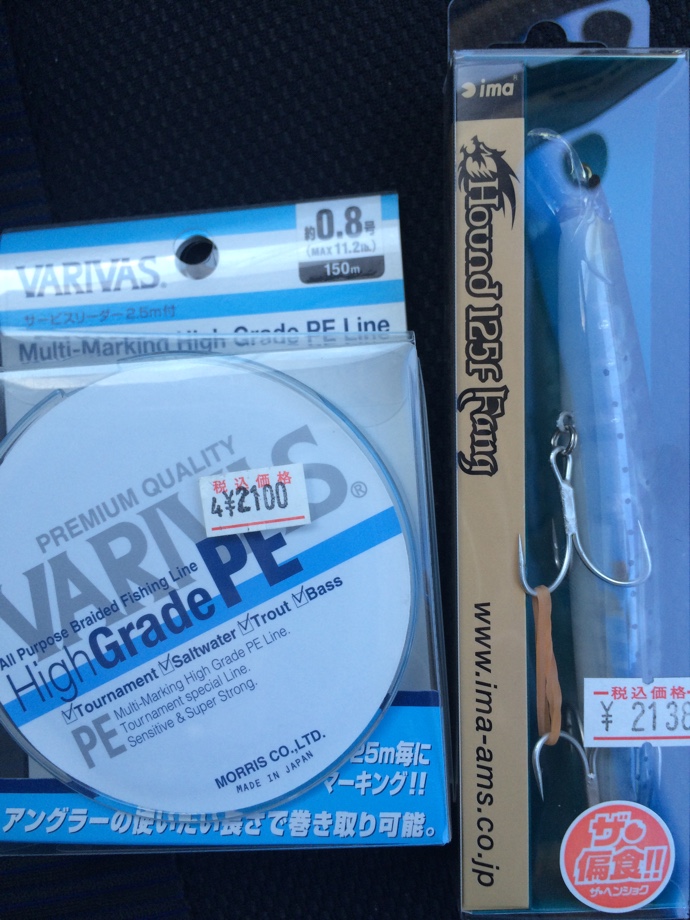 VARIVAS®
約0.8号
(MAX 11.2lb.)
150m
サービスリーダー2.5m付
Multi-Marking High Grade PE Line
PREMIUM QUALITY
VARIVAS®
税込価格
4¥2100
All Purpose Braided Fishing Line
High Grade PE
Tournament Saltwater Trout Bass
PE
Multi-Marking High Grade PE Line.
Tournament special Line.
Sensitive & Super Strong.
MORRIS CO.,LTD.
MADE IN JAPAN
25m毎に
マーキング!!
アングラーの使いたい長さで巻き取り可能。
ima®
Hound 125F Fang
www.ima-ams.co.jp
税込価格
¥ 2138
ザ・
偏食!!
ザ・ヘンショク